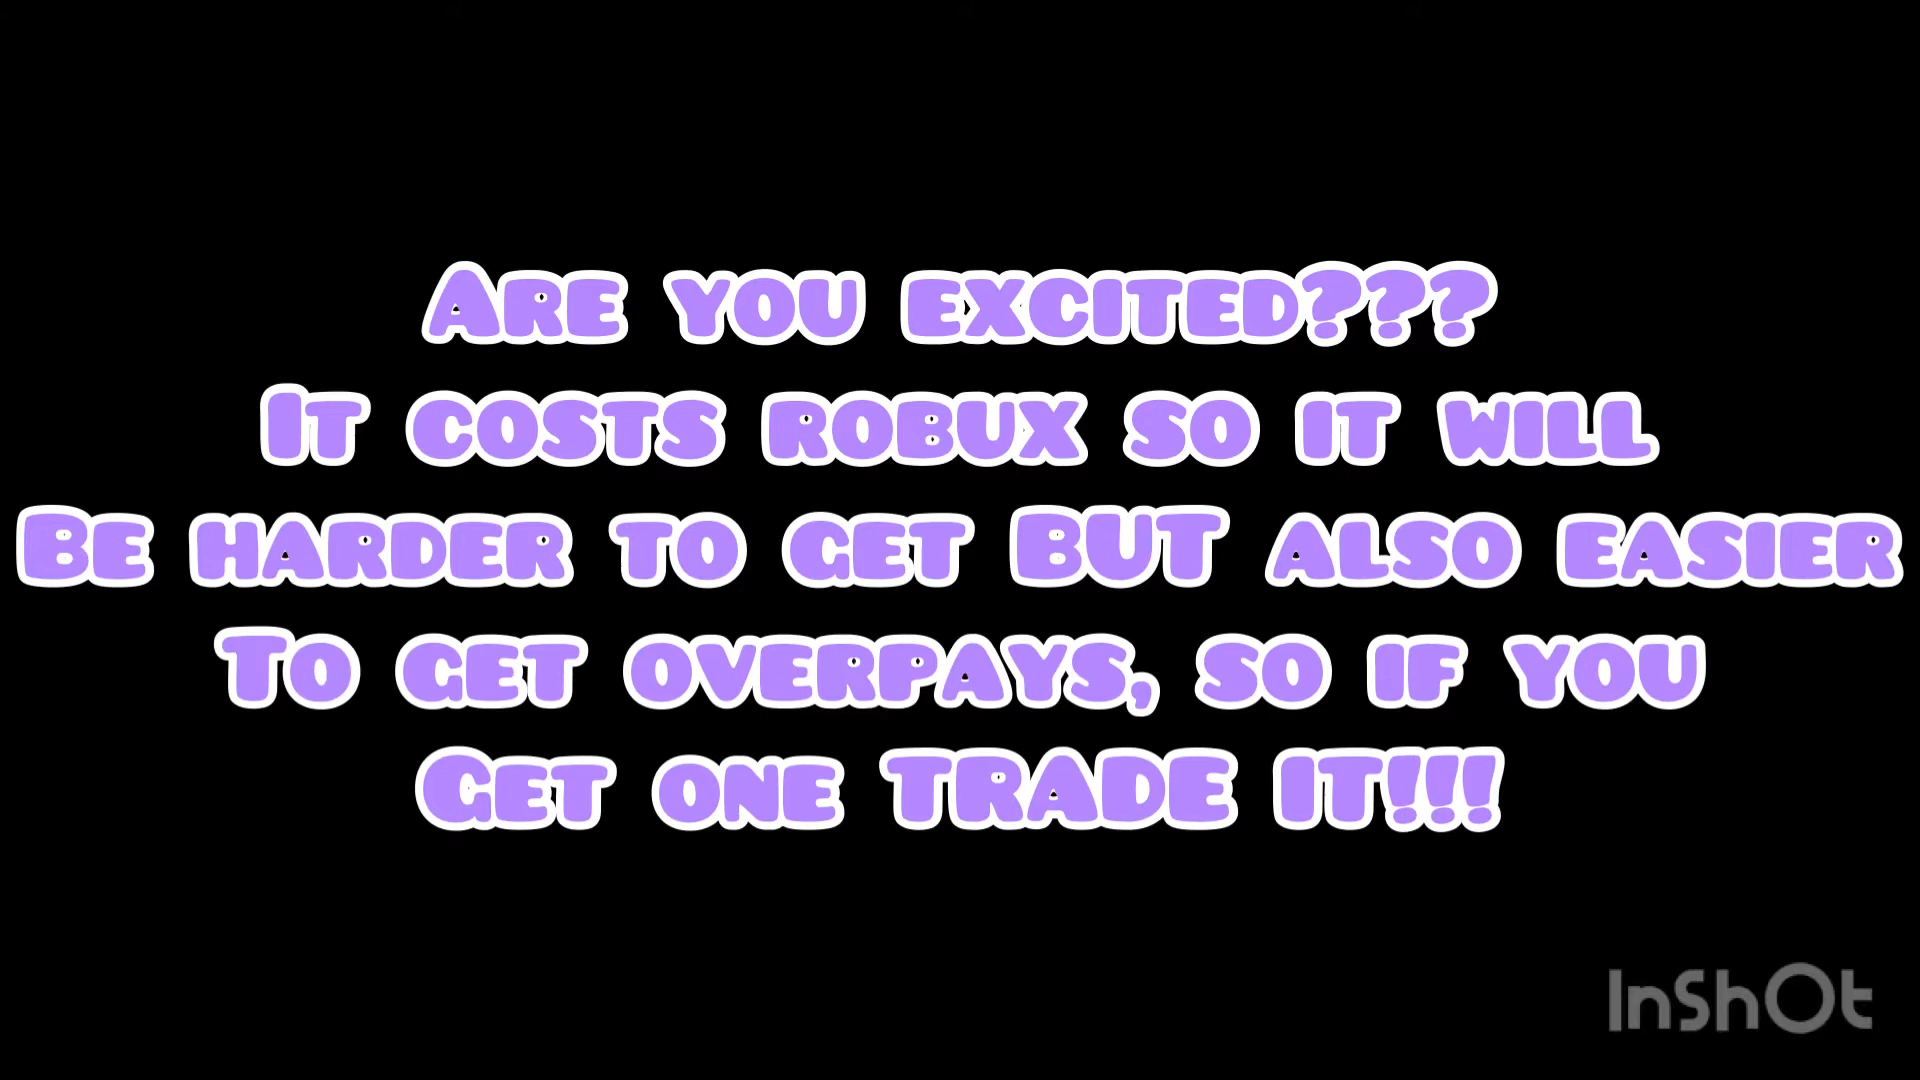 Are you excited???
It costs robux so it will
Be harder to get BUT also easier
To get overpays, so if you
Get one TRADE IT!!!
InShOt